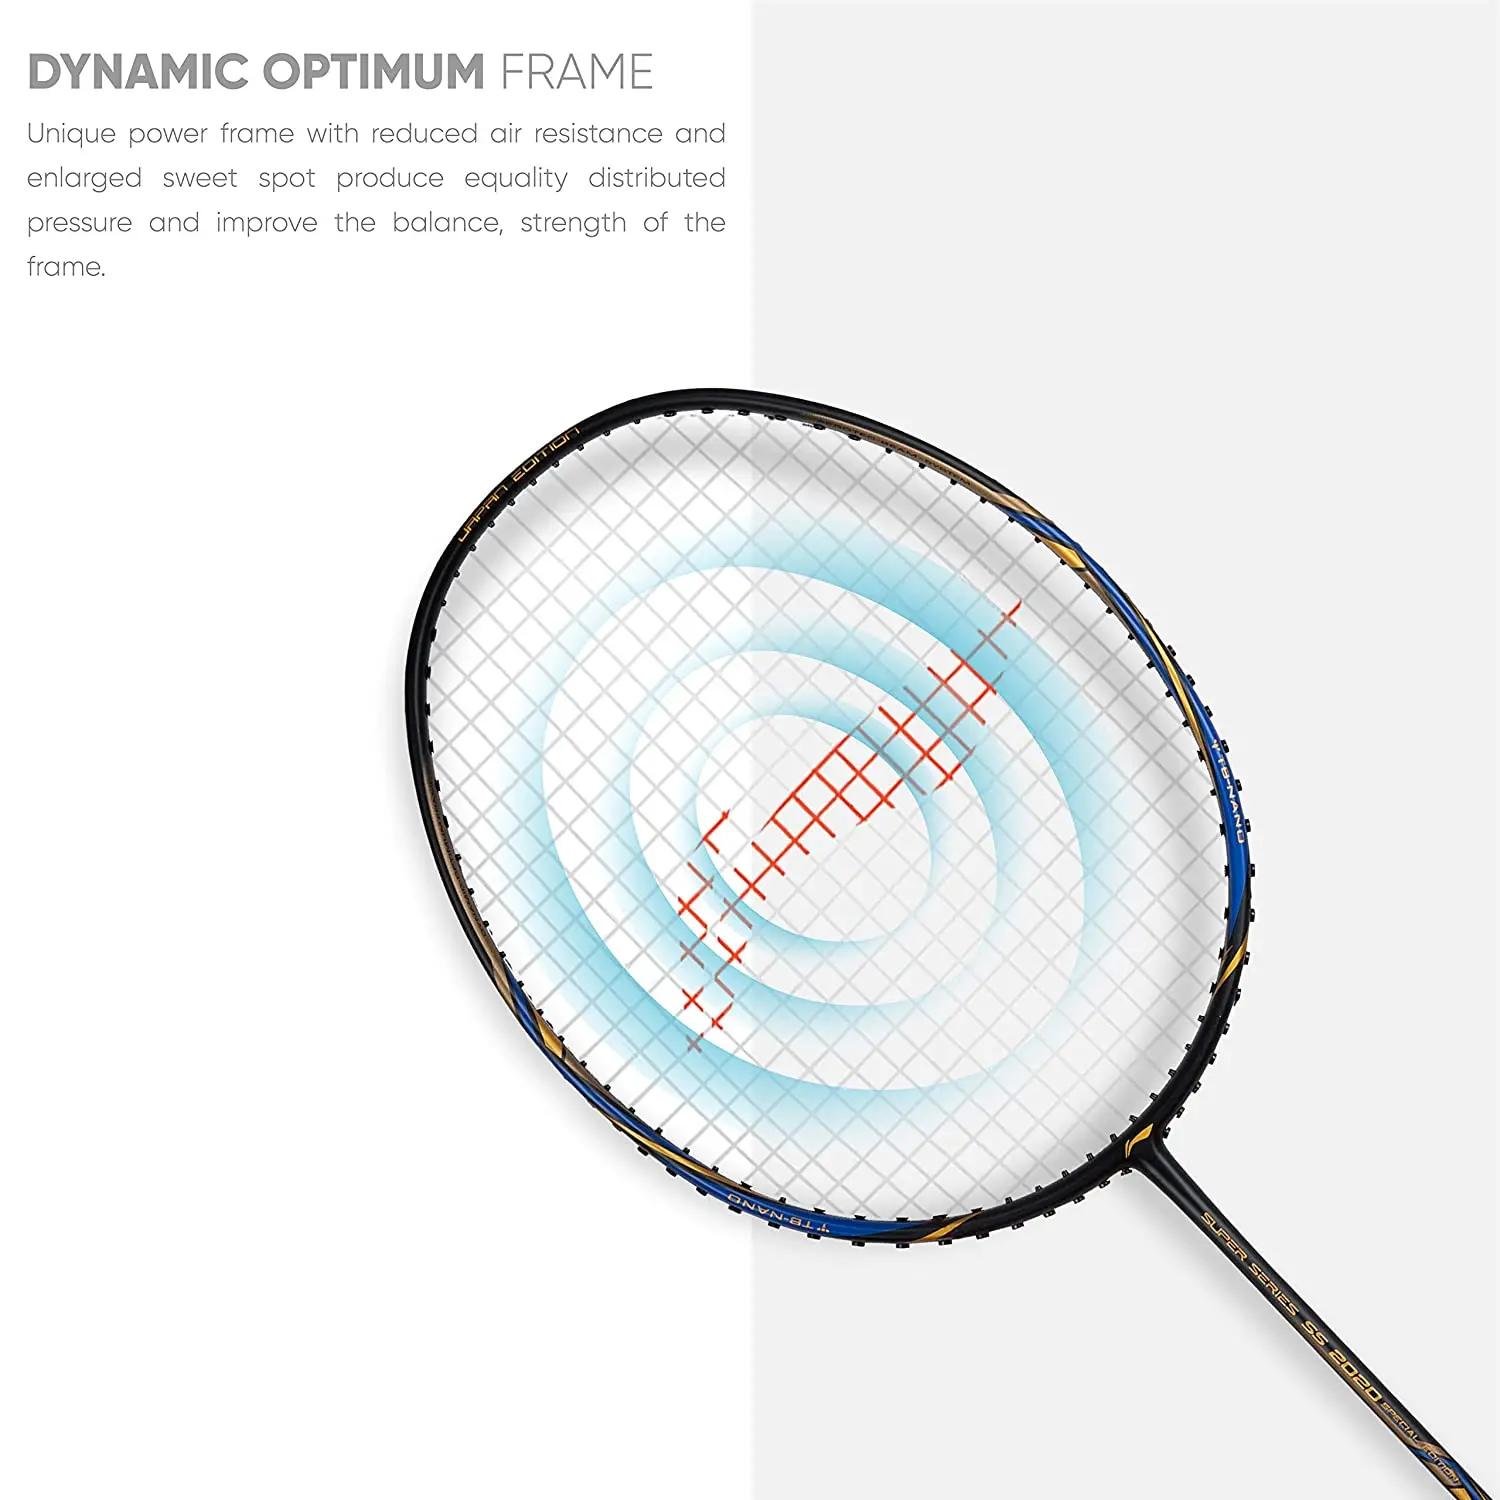 DYNAMIC OPTIMUM FRAME
Unique power frame with reduced air resistance and
enlarged sweet spot produce equality distributed
pressure and improve the balance, strength of the
frame.
JAPAN EDITION
TB-NANO
TB-NANO
SUPER SERIES SS 2020 SPECIAL EDITION